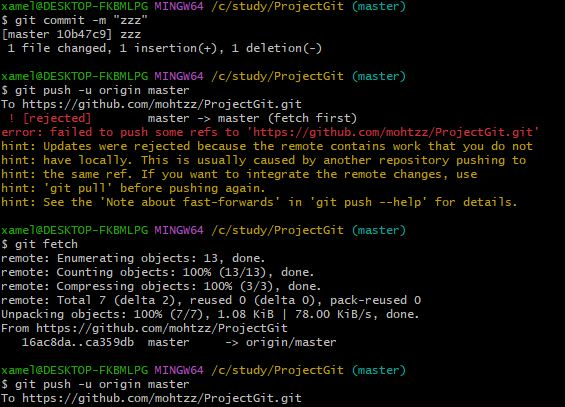 xamel@DESKTOP-FKBMLPG MINGW64 /c/study/ProjectGit (master)
$ git commit -m "zzz"
[master 10b47c9] zzz
 1 file changed, 1 insertion(+), 1 deletion(-)

xamel@DESKTOP-FKBMLPG MINGW64 /c/study/ProjectGit (master)
$ git push -u origin master
To https://github.com/mohtzz/ProjectGit.git
 ! [rejected]        master -> master (fetch first)
error: failed to push some refs to 'https://github.com/mohtzz/ProjectGit.git'
hint: Updates were rejected because the remote contains work that you do not
hint: have locally. This is usually caused by another repository pushing to
hint: the same ref. If you want to integrate the remote changes, use
hint: 'git pull' before pushing again.
hint: See the 'Note about fast-forwards' in 'git push --help' for details.

xamel@DESKTOP-FKBMLPG MINGW64 /c/study/ProjectGit (master)
$ git fetch
remote: Enumerating objects: 13, done.
remote: Counting objects: 100% (13/13), done.
remote: Compressing objects: 100% (3/3), done.
remote: Total 7 (delta 2), reused 0 (delta 0), pack-reused 0
Unpacking objects: 100% (7/7), 1.08 KiB | 78.00 KiB/s, done.
From https://github.com/mohtzz/ProjectGit
   16ac8da..ca359db  master     -> origin/master

xamel@DESKTOP-FKBMLPG MINGW64 /c/study/ProjectGit (master)
$ git push -u origin master
To https://github.com/mohtzz/ProjectGit.git